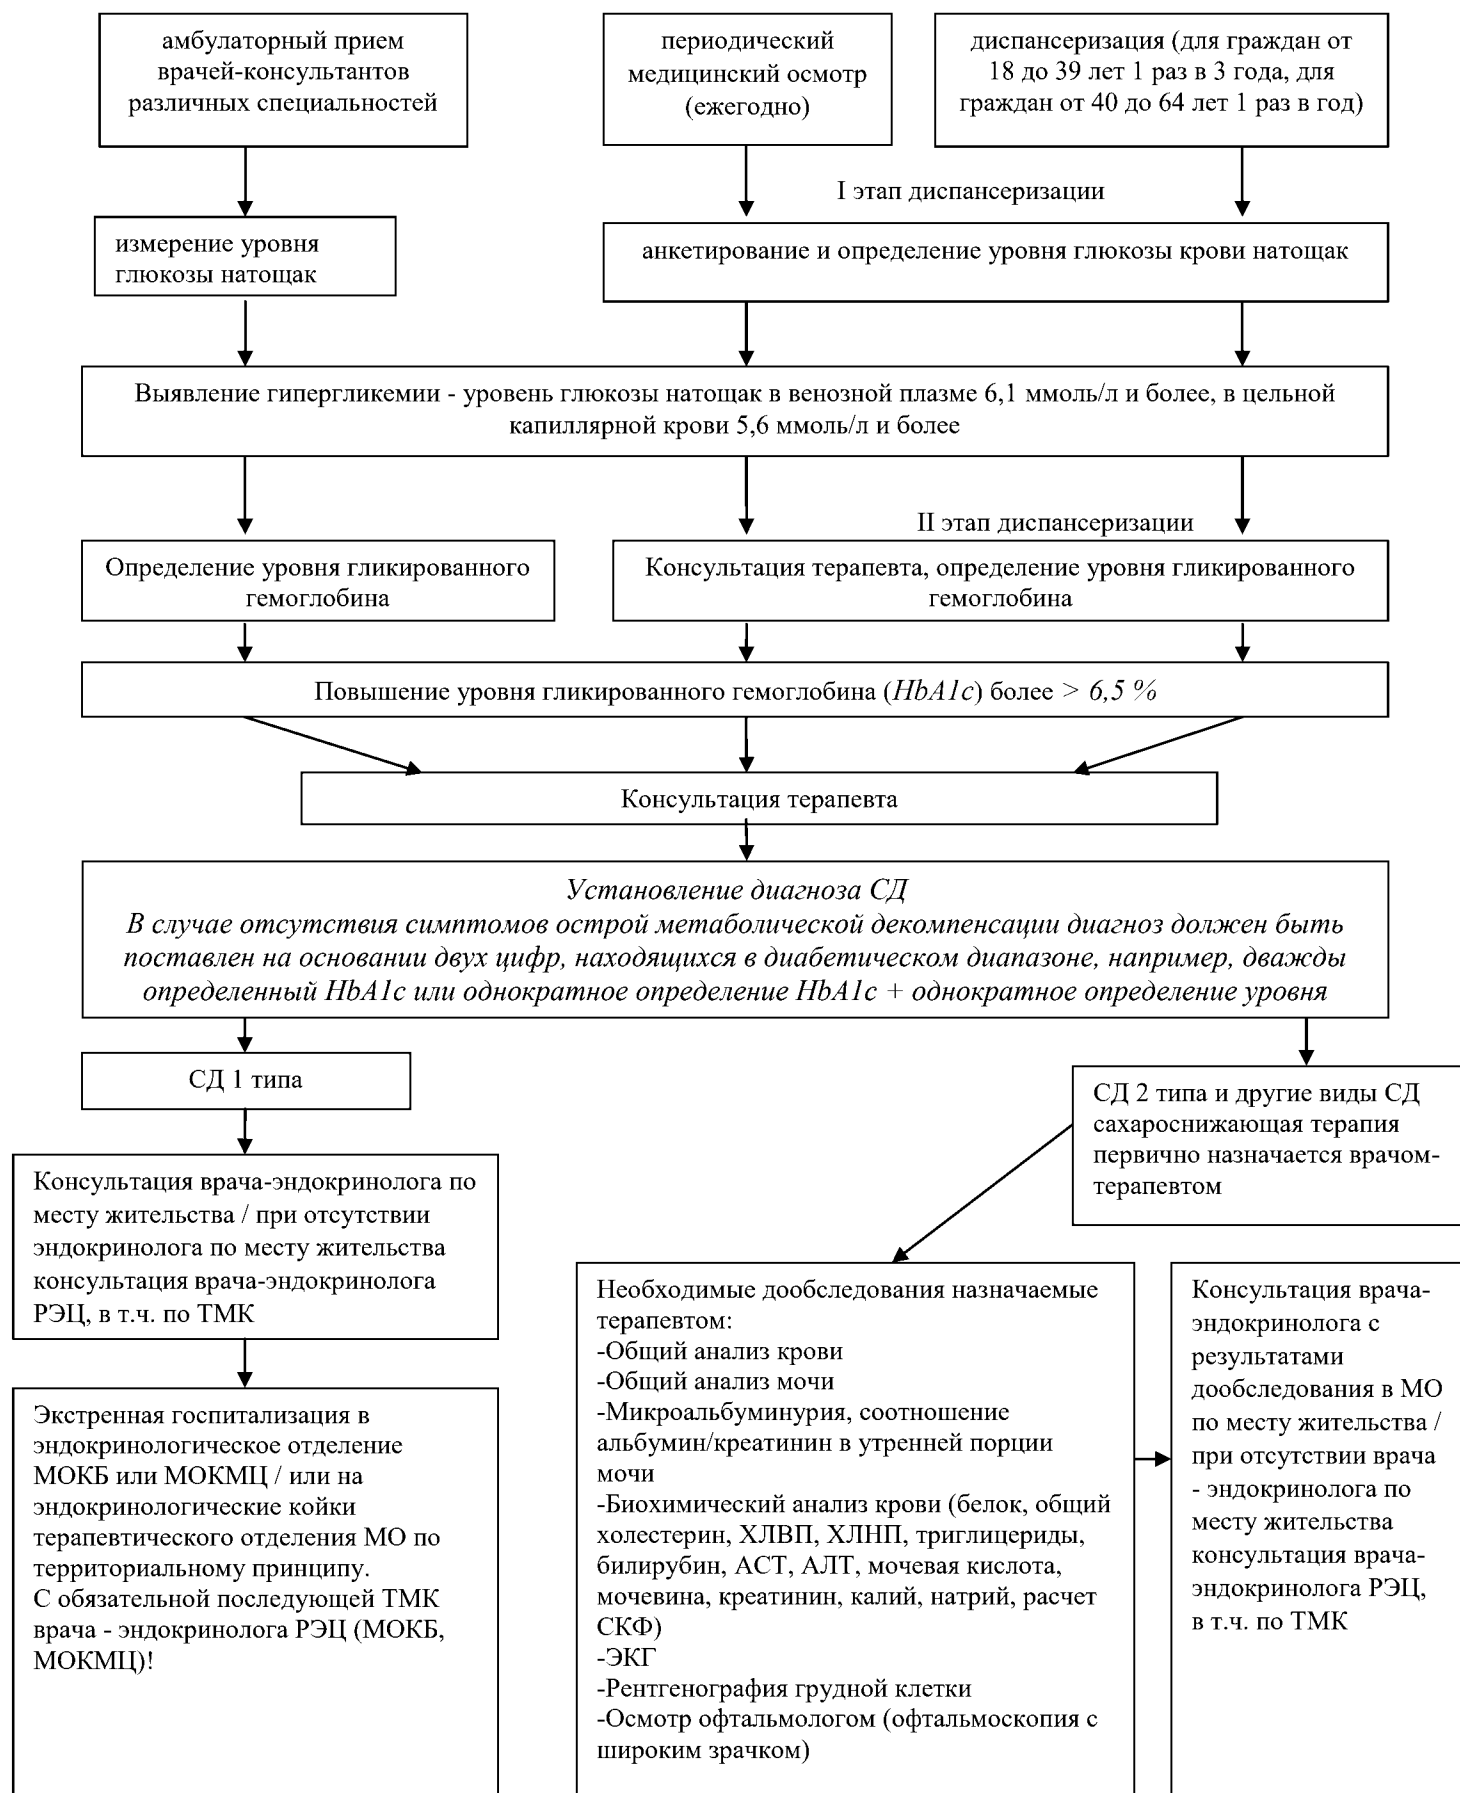 амбулаторный прием
врачей-консультантов
различных специальностей
периодический
медицинский осмотр
(ежегодно)
диспансеризация (для граждан от
18 до 39 лет 1 раз в 3 года, для
граждан от 40 до 64 лет 1 раз в год)
I этап диспансеризации
измерение уровня
глюкозы натощак
анкетирование и определение уровня глюкозы крови натощак
Выявление гипергликемии - уровень глюкозы натощак в венозной плазме 6,1 ммоль/л и более, в цельной
капиллярной крови 5,6 ммоль/л и более
II этап диспансеризации
Определение уровня гликированного
гемоглобина
Консультация терапевта, определение уровня гликированного
гемоглобина
Повышение уровня гликированного гемоглобина (HbA1c) более > 6,5 %
Консультация терапевта
Установление диагноза СД
В случае отсутствия симптомов острой метаболической декомпенсации диагноз должен быть
поставлен на основании двух цифр, находящихся в диабетическом диапазоне, например, дважды
определенный HbA1c или однократное определение HbA1c + однократное определение уровня
СД 1 типа
СД 2 типа и другие виды СД
сахароснижающая терапия
первично назначается врачом-
терапевтом
Консультация врача-эндокринолога по
месту жительства / при отсутствии
эндокринолога по месту жительства
консультация врача-эндокринолога
РЭЦ, в т.ч. по ТМК
Экстренная госпитализация в
эндокринологическое отделение
МОКБ или МОКМЦ / или на
эндокринологические койки
терапевтического отделения МО по
территориальному принципу.
С обязательной последующей ТМК
врача - эндокринолога РЭЦ (МОКБ,
МОКМЦ)!
Необходимые дообследования назначаемые
терапевтом:
-Общий анализ крови
-Общий анализ мочи
-Микроальбуминурия, соотношение
альбумин/креатинин в утренней порции
мочи
-Биохимический анализ крови (белок, общий
холестерин, ХЛВП, ХЛНП, триглицериды,
билирубин, АСТ, АЛТ, мочевая кислота,
мочевина, креатинин, калий, натрий, расчет
СКФ)
-ЭКГ
-Рентгенография грудной клетки
-Осмотр офтальмологом (офтальмоскопия с
широким зрачком)
Консультация врача-
эндокринолога с
результатами
дообследования в МО
по месту жительства /
при отсутствии врача
- эндокринолога по
месту жительства
консультация врача-
эндокринолога РЭЦ,
в т.ч. по ТМК